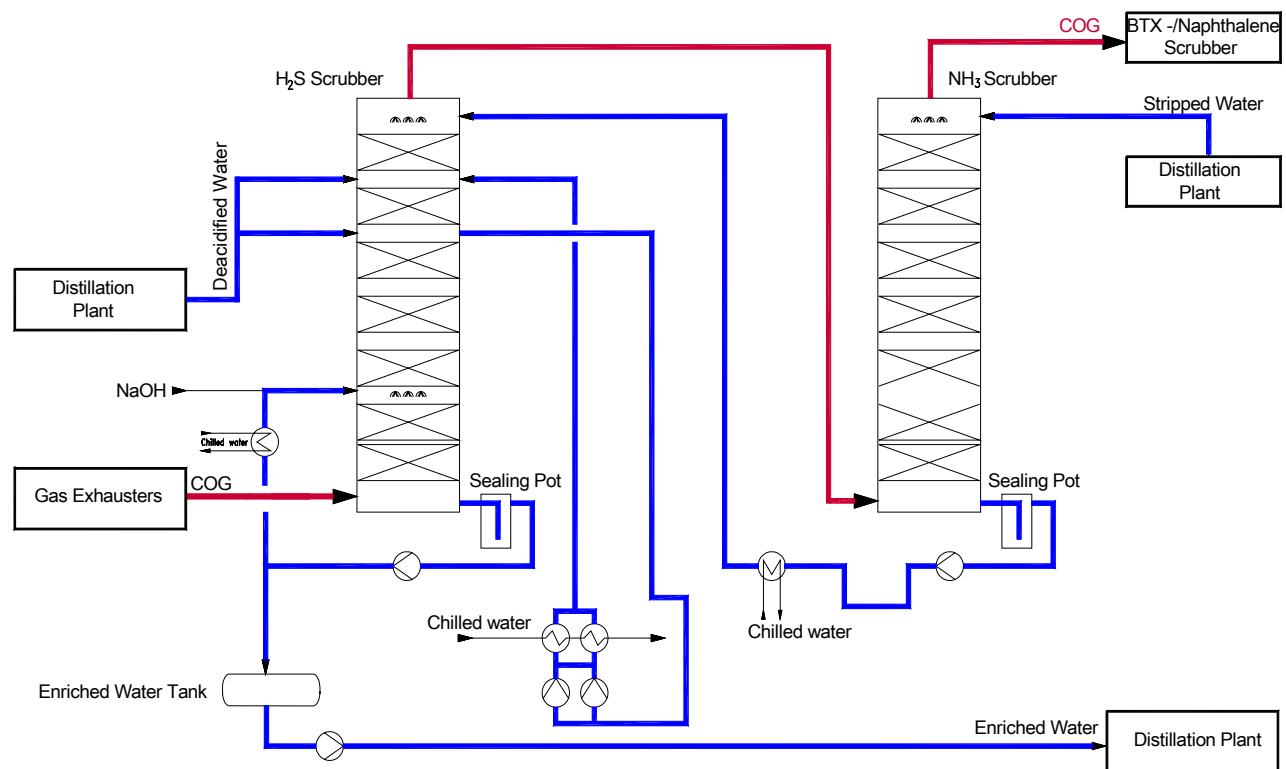 COG
BTX -/Naphthalene
Scrubber
H₂S Scrubber
NH₃ Scrubber
Stripped Water
Distillation
Plant
Deacidified Water
Distillation
Plant
NaOH
Chilled water
Gas Exhausters
COG
Sealing Pot
Sealing Pot
Chilled water
Chilled water
Enriched Water Tank
Enriched Water
Distillation Plant